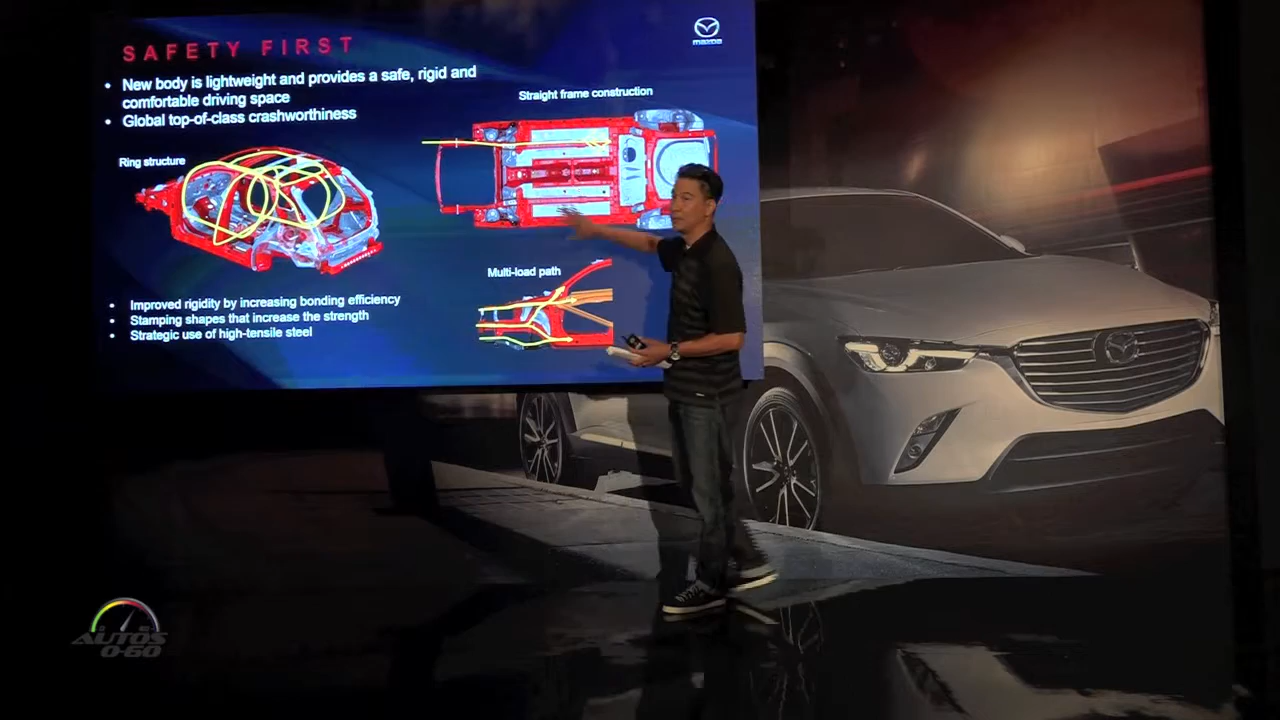 SAFETY FIRST
mazda
• New body is lightweight and provides a safe, rigid and
comfortable driving space
• Global top-of-class crashworthiness
Straight frame construction
Ring structure
Multi-load path
• Improved rigidity by increasing bonding efficiency
• Stamping shapes that increase the strength
• Strategic use of high-tensile steel
AUTOS
0-60